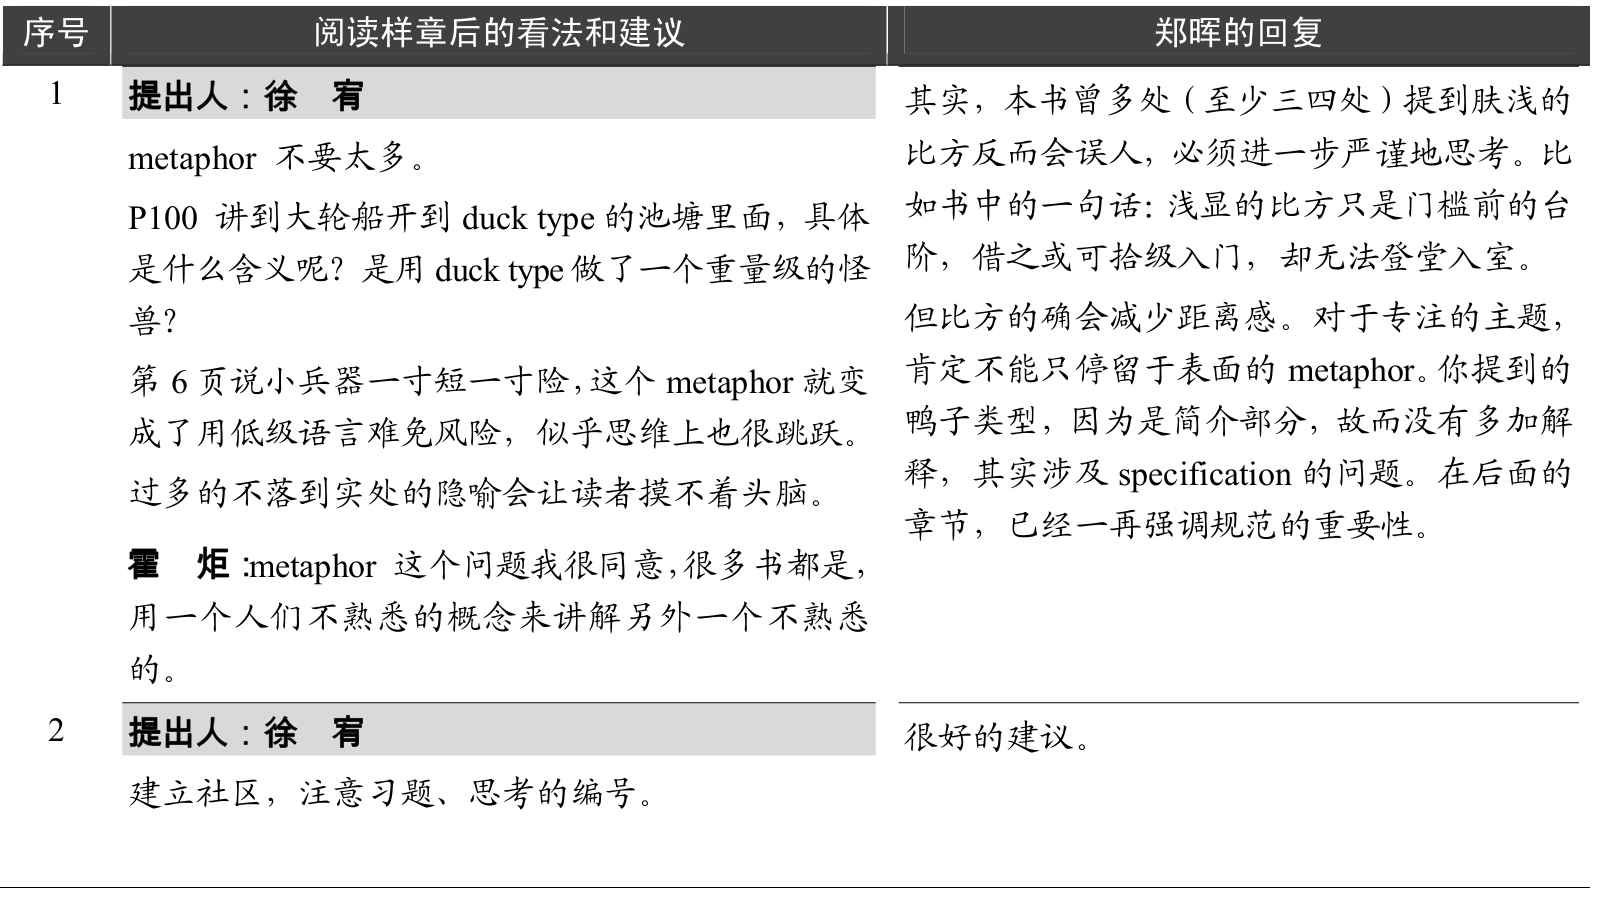 序号 阅读样章后的看法和建议 郑晖的回复
1
提出人：徐 宥
metaphor 不要太多。
P100 讲到大轮船开到 duck type 的池塘里面，具体
是什么含义呢？是用 duck type 做了一个重量级的怪
兽？
第 6 页说小兵器一寸短一寸险，这个 metaphor 就变
成了用低级语言难免风险，似乎思维上也很跳跃。
过多的不落到实处的隐喻会让读者摸不着头脑。
霍 炬：metaphor 这个问题我很同意，很多书都是，
用一个人们不熟悉的概念来讲解另外一个不熟悉
的。
其实，本书曾多处（至少三四处）提到肤浅的
比方反而会误人，必须进一步严谨地思考。比
如书中的一句话：浅显的比方只是门槛前的台
阶，借之或可拾级入门，却无法登堂入室。
但比方的确会减少距离感。对于专注的主题，
肯定不能只停留于表面的 metaphor。你提到的
鸭子类型，因为是简介部分，故而没有多加解
释，其实涉及 specification 的问题。在后面的
章节，已经一再强调规范的重要性。
2
提出人：徐 宥
建立社区，注意习题、思考的编号。
很好的建议。